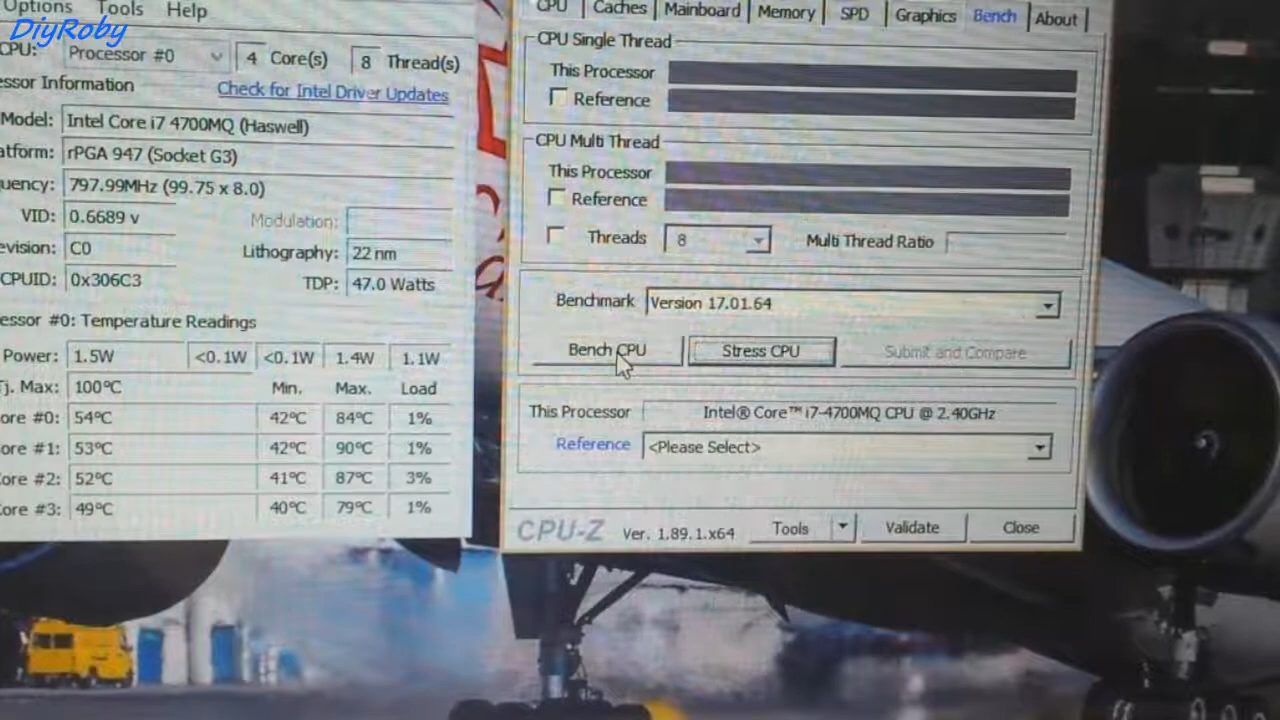 Options Tools Help
DiyRoby
CPU: Processor #0 4 Core(s) 8 Thread(s)
essor Information Check for Intel Driver Updates
Model: Intel Core i7 4700MQ (Haswell)
atform: rPGA 947 (Socket G3)
uency: 797.99MHz (99.75 x 8.0)
VID: 0.6689 v Modulation:
evision: C0 Lithography: 22 nm
CPUID: 0x306C3 TDP: 47.0 Watts
essor #0: Temperature Readings
Power: 1.5W <0.1W <0.1W 1.4W 1.1W
Tj. Max: 100°C Min. Max. Load
ore #0: 54°C 42°C 84°C 1%
ore #1: 53°C 42°C 90°C 1%
ore #2: 52°C 41°C 87°C 3%
ore #3: 49°C 40°C 79°C 1%
CPU Caches Mainboard Memory SPD Graphics Bench About
CPU Single Thread
This Processor
Reference
CPU Multi Thread
This Processor
Reference
Threads 8 Multi Thread Ratio
Benchmark Version 17.01.64
Bench CPU Stress CPU Submit and Compare
This Processor Intel® Core™ i7-4700MQ CPU @ 2.40GHz
Reference <Please Select>
CPU-Z Ver. 1.89.1.x64 Tools Validate Close